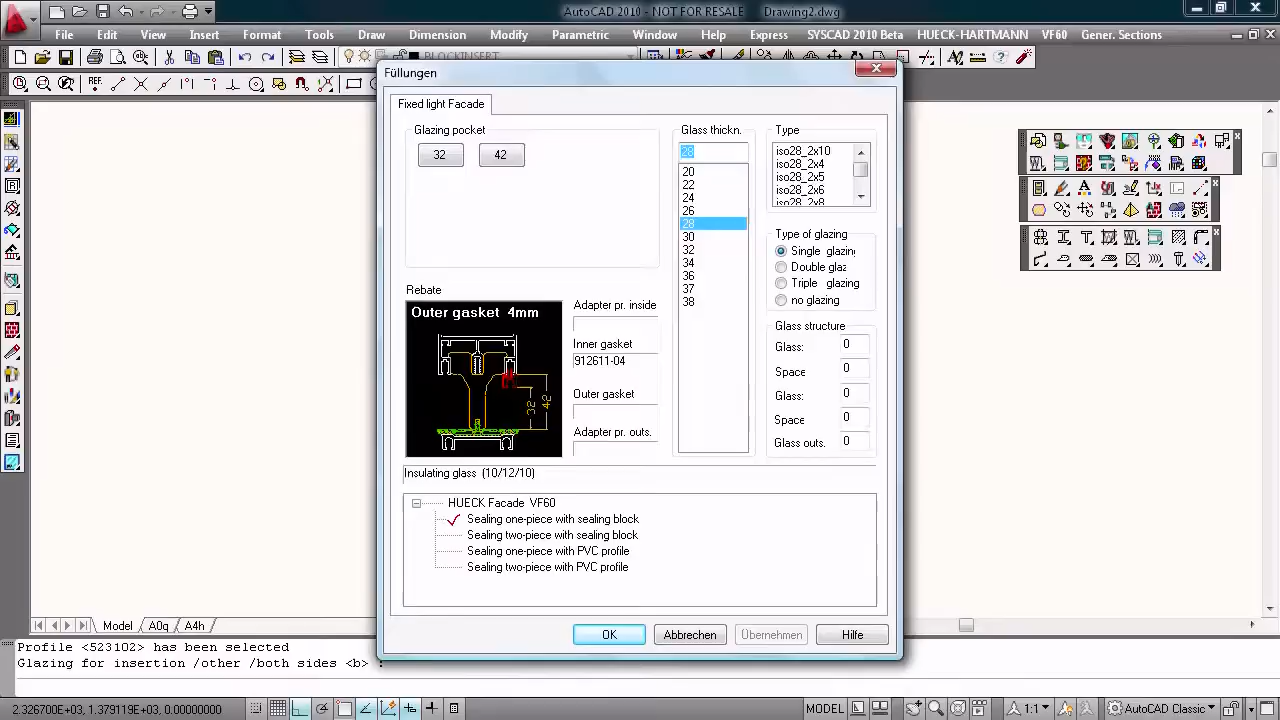 AutoCAD 2010 - NOT FOR RESALE Drawing2.dwg
File Edit View Insert Format Tools Draw Dimension Modify Parametric Window Help Express SYSCAD 2010 Beta HUECK-HARTMANN VF60 Gener. Sections
BLOCKINSERT
REF
Füllungen
Fixed light Facade
Glazing pocket
32 42
Rebate
Outer gasket 4mm
32 42
Adapter pr. inside
Inner gasket
912611-04
Outer gasket
Adapter pr. outs.
Glass thickn.
28
20
22
24
26
28
30
32
34
36
37
38
Type
iso28_2x10
iso28_2x4
iso28_2x5
iso28_2x6
iso28_2x8
Type of glazing
Single glazing
Double glaz
Triple glazing
no glazing
Glass structure
Glass: 0
Space 0
Glass: 0
Space 0
Glass outs. 0
Insulating glass (10/12/10)
HUECK Facade VF60
Sealing one-piece with sealing block
Sealing two-piece with sealing block
Sealing one-piece with PVC profile
Sealing two-piece with PVC profile
OK Abbrechen Übernehmen Hilfe
Model A0q A4h
Profile <523102> has been selected
Glazing for insertion /other /both sides <b> :
2.326700E+03, 1.379119E+03, 0.00000000
MODEL 1:1 AutoCAD Classic